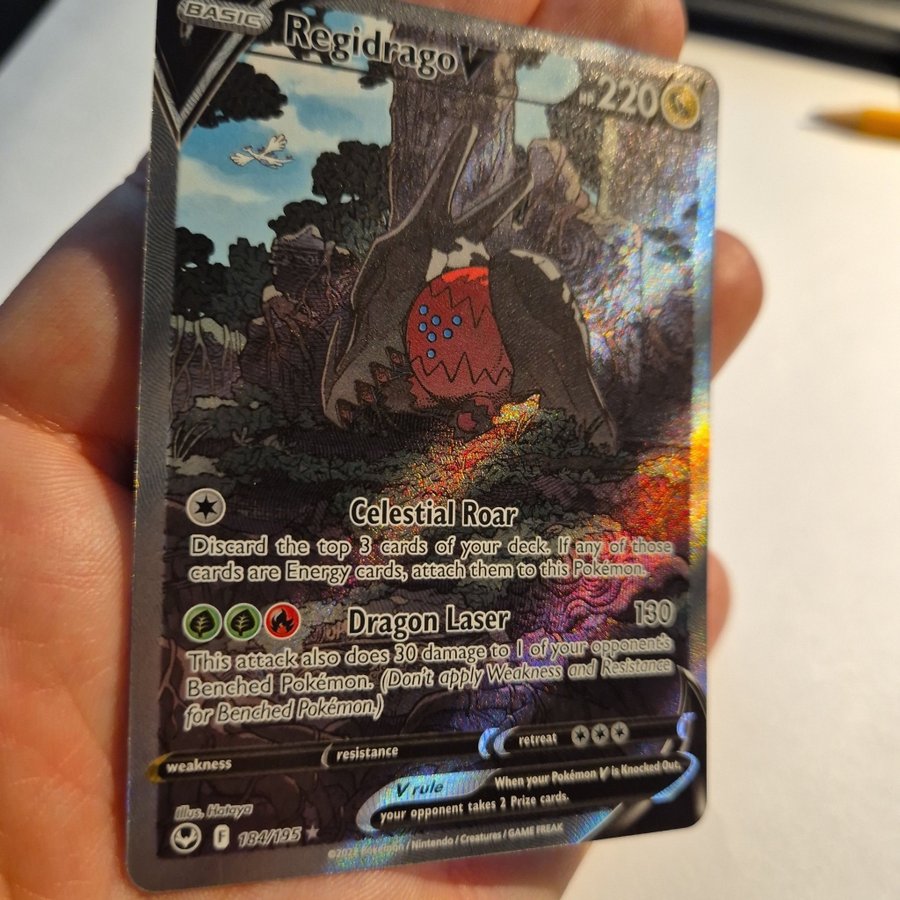 BASIC
Regidrago V
HP 220
Celestial Roar
Discard the top 3 cards of your deck. If any of those
cards are Energy cards, attach them to this Pokémon.
Dragon Laser 130
This attack also does 30 damage to 1 of your opponent's
Benched Pokémon. (Don't apply Weakness and Resistance
for Benched Pokémon.)
weakness resistance retreat
V rule When your Pokémon V is Knocked Out,
your opponent takes 2 Prize cards.
Illus. Hataya
F 184/195
Pokémon / Nintendo / Creatures / GAME FREAK